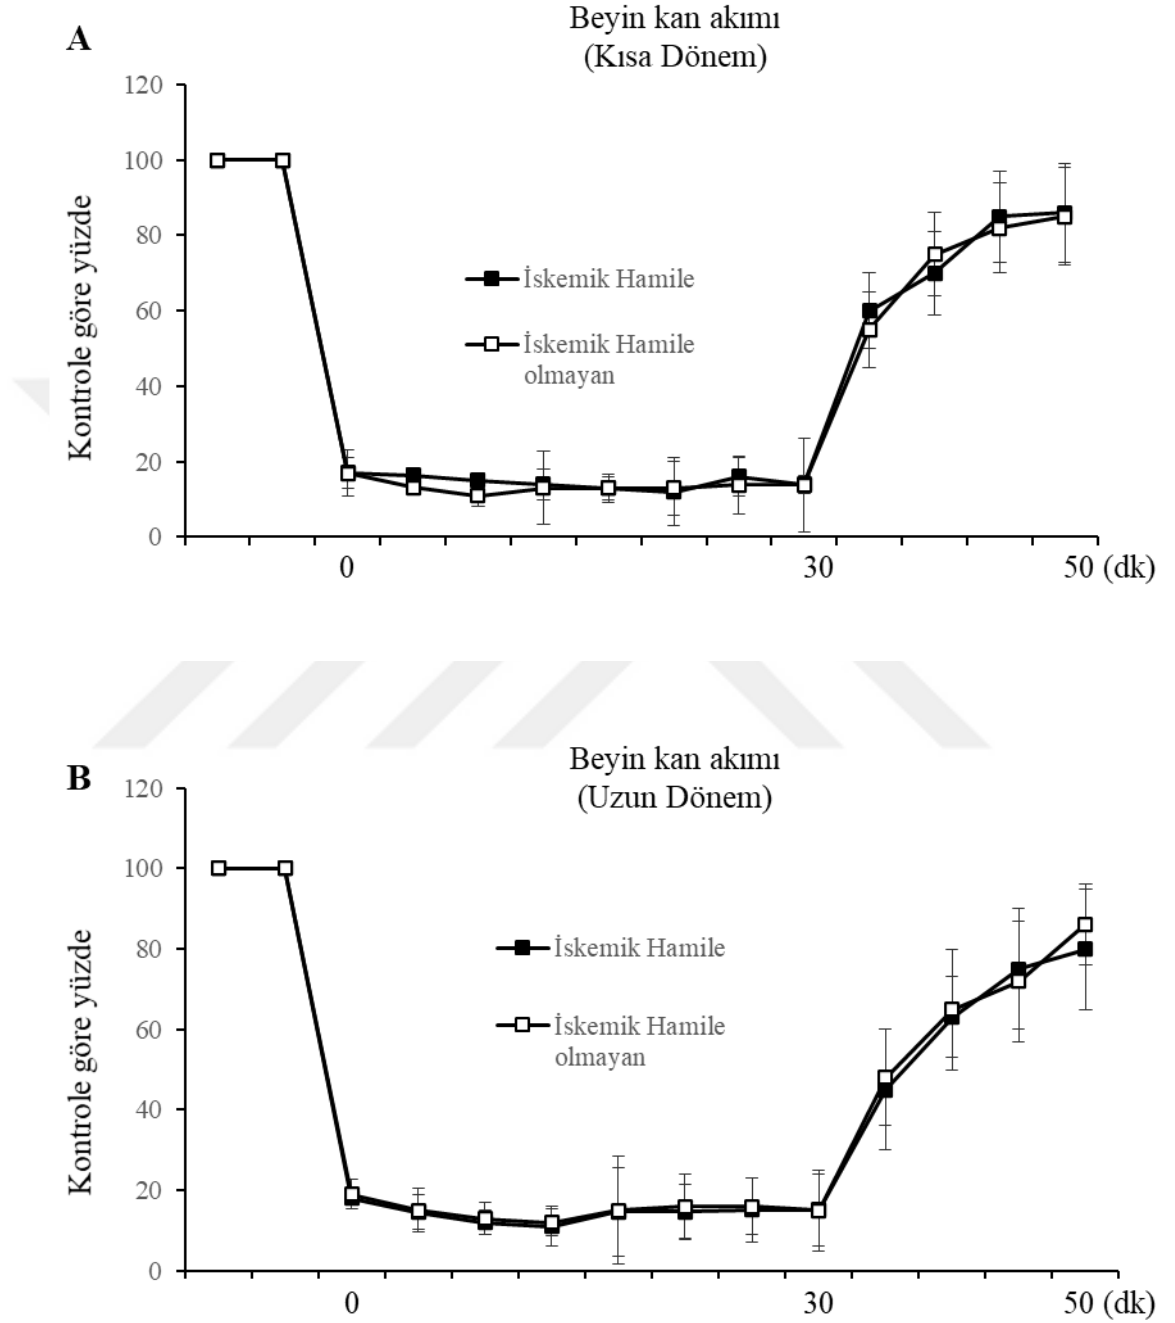 A
Beyin kan akımı
(Kısa Dönem)
Kontrole göre yüzde
120
100
80
60
40
20
0
İskemik Hamile
İskemik Hamile
olmayan
0 30 50 (dk)
B
Beyin kan akımı
(Uzun Dönem)
Kontrole göre yüzde
120
100
80
60
40
20
0
İskemik Hamile
İskemik Hamile
olmayan
0 30 50 (dk)